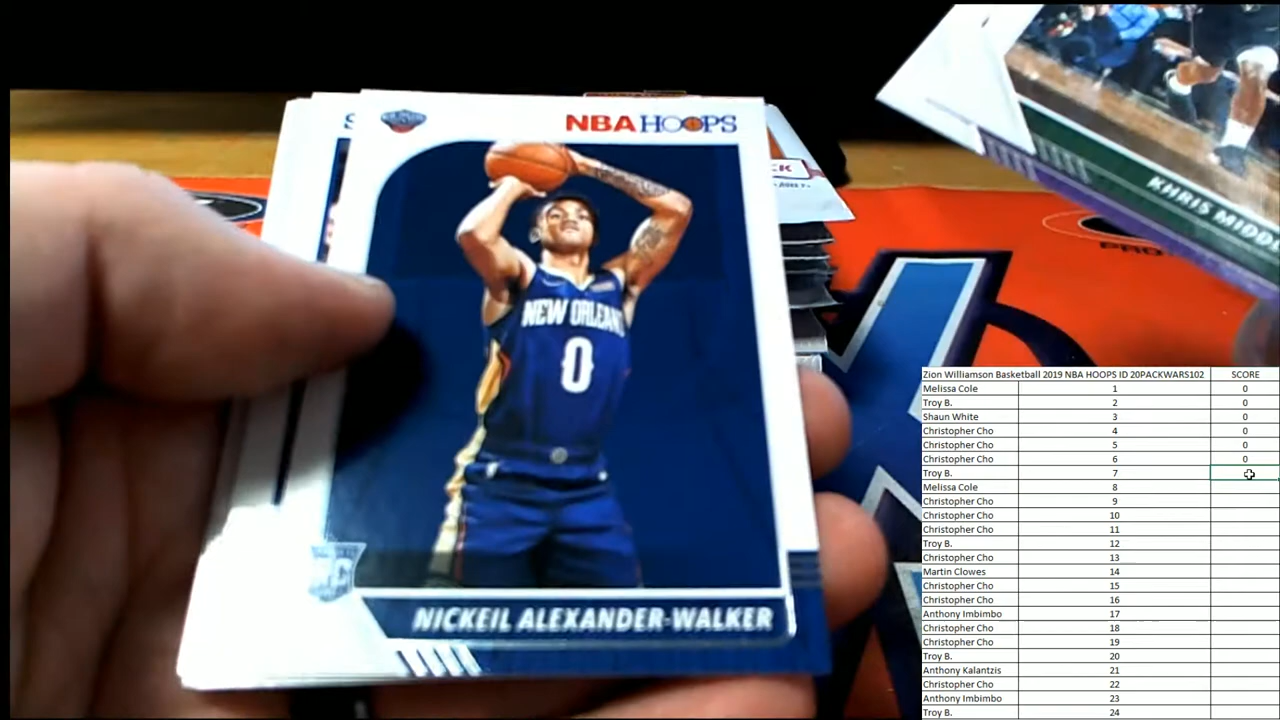 NBA HOOPS
NEW ORLEANS
0
RC
NICKEIL ALEXANDER-WALKER
KHRIS MIDD
PRO
Zion Williamson Basketball 2019 NBA HOOPS ID 20PACKWARS102 SCORE
Melissa Cole 1 0
Troy B. 2 0
Shaun White 3 0
Christopher Cho 4 0
Christopher Cho 5 0
Christopher Cho 6 0
Troy B. 7
Melissa Cole 8
Christopher Cho 9
Christopher Cho 10
Christopher Cho 11
Troy B. 12
Christopher Cho 13
Martin Clowes 14
Christopher Cho 15
Christopher Cho 16
Anthony Imbimbo 17
Christopher Cho 18
Christopher Cho 19
Troy B. 20
Anthony Kalantzis 21
Christopher Cho 22
Anthony Imbimbo 23
Troy B. 24